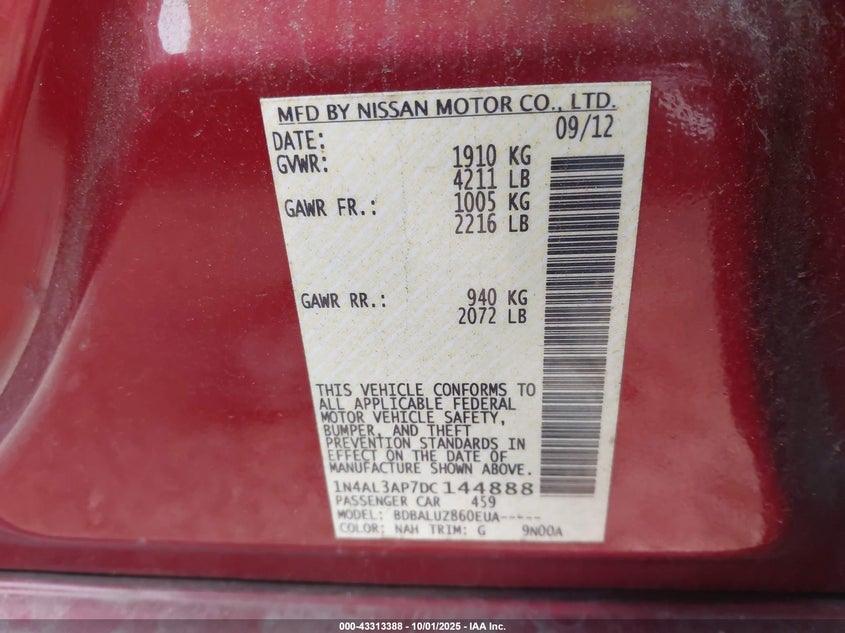 MFD BY NISSAN MOTOR CO., LTD.
DATE: 09/12
GVWR: 1910 KG
4211 LB
GAWR FR.: 1005 KG
2216 LB
GAWR RR.: 940 KG
2072 LB
THIS VEHICLE CONFORMS TO
ALL APPLICABLE FEDERAL
MOTOR VEHICLE SAFETY,
BUMPER, AND THEFT
PREVENTION STANDARDS IN
EFFECT ON THE DATE OF
MANUFACTURE SHOWN ABOVE.
1N4AL3AP7DC144888
PASSENGER CAR 459
MODEL: BDBALUZ860EUA-----
COLOR: NAH TRIM: G 9N00A
000-43313388 - 10/01/2025 - IAA Inc.